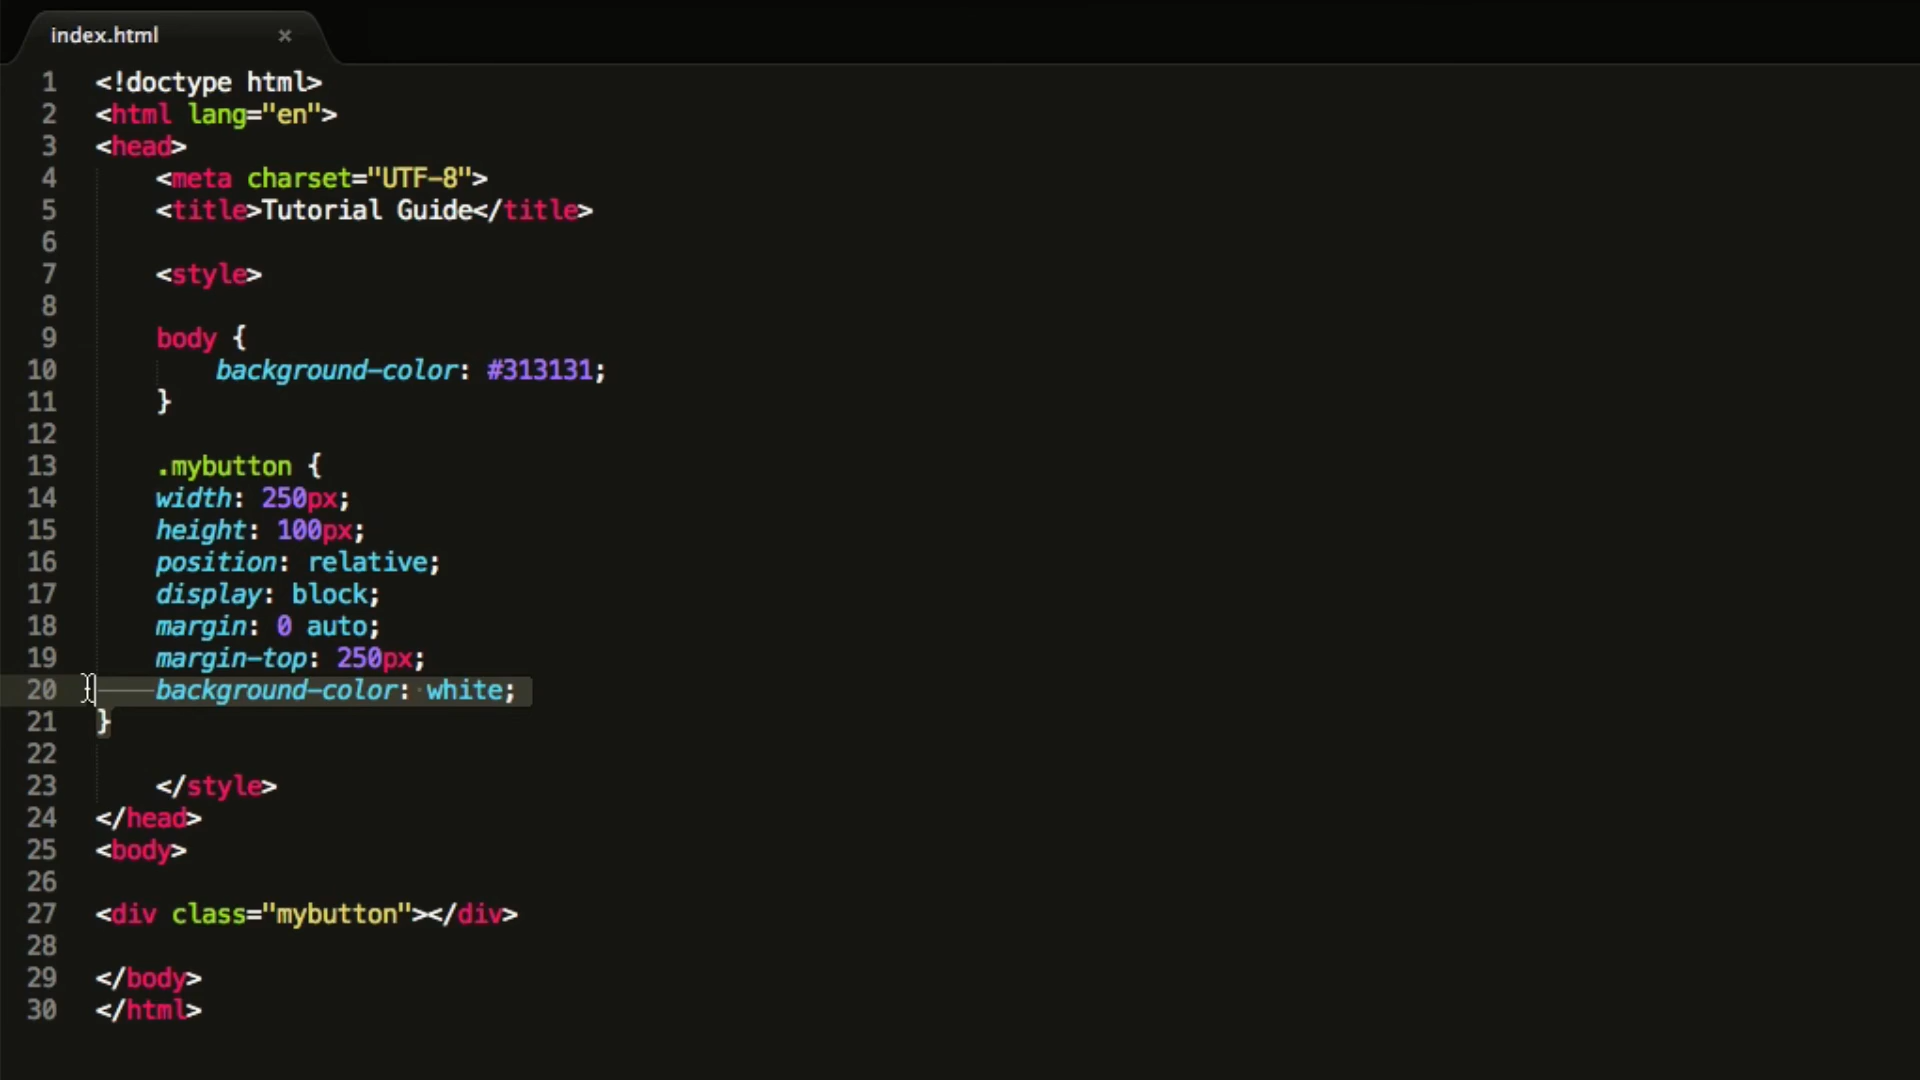 index.html ×
1 <!doctype html>
2 <html lang="en">
3 <head>
4 <meta charset="UTF-8">
5 <title>Tutorial Guide</title>
6
7 <style>
8
9 body {
10 background-color: #313131;
11 }
12
13 .mybutton {
14 width: 250px;
15 height: 100px;
16 position: relative;
17 display: block;
18 margin: 0 auto;
19 margin-top: 250px;
20 background-color: white;
21 }
22
23 </style>
24 </head>
25 <body>
26
27 <div class="mybutton"></div>
28
29 </body>
30 </html>